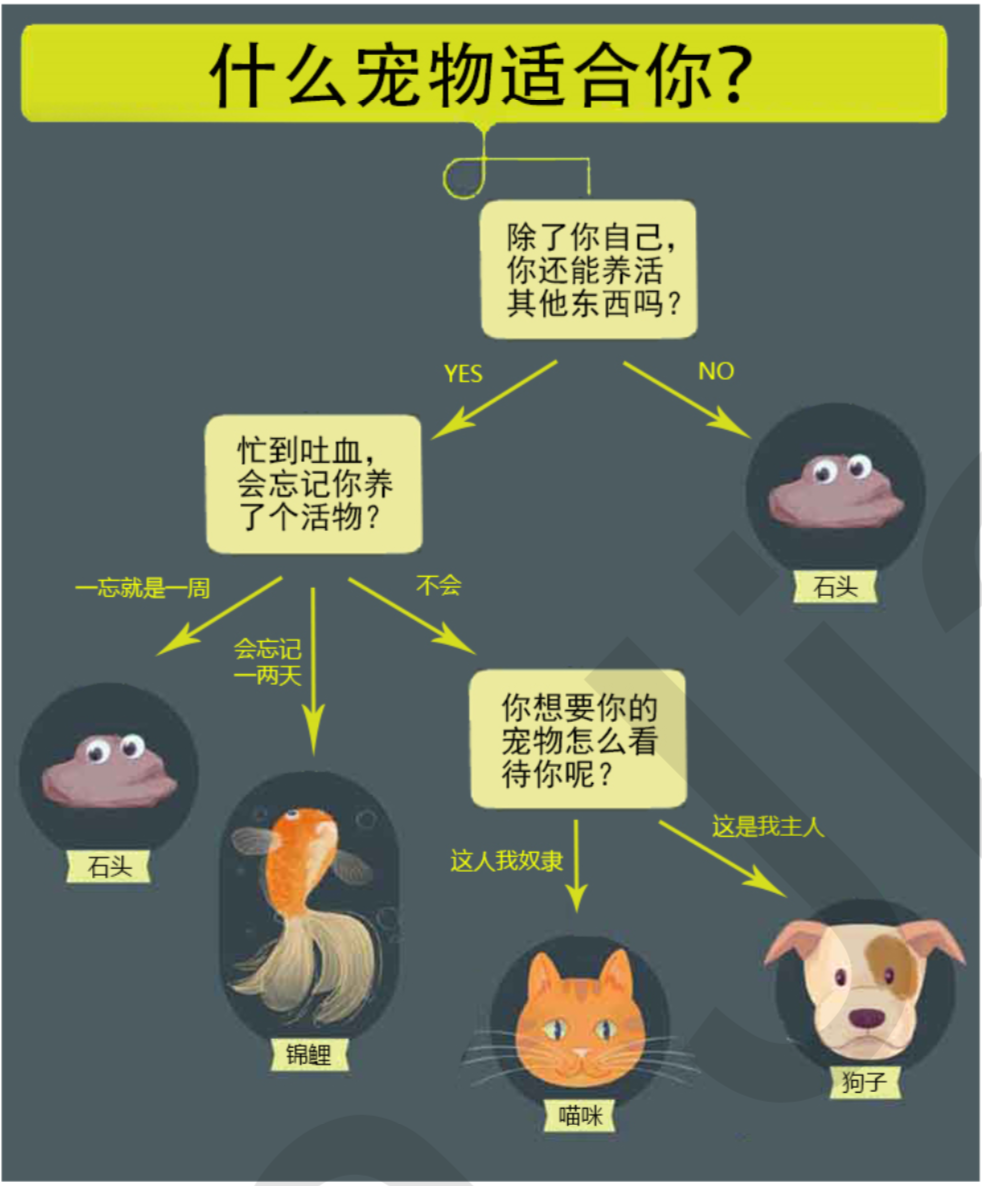 什么宠物适合你？
除了你自己，
你还能养活
其他东西吗？
YES
NO
忙到吐血，
会忘记你养
了个活物？
石头
一忘就是一周
会忘记
一两天
不会
你想要你的
宠物怎么看
待你呢？
石头
这人我奴隶
这是我主人
锦鲤
喵咪
狗子